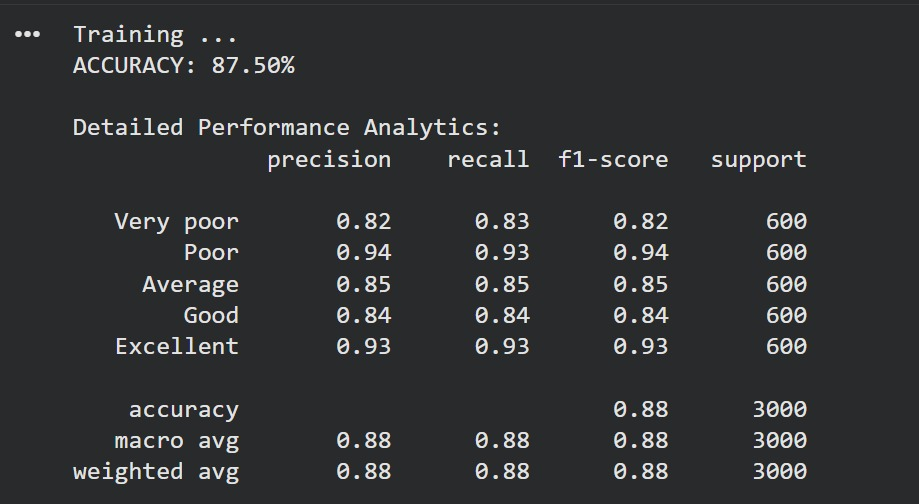 Training ...
ACCURACY: 87.50%
Detailed Performance Analytics:
precision recall f1-score support
Very poor 0.82 0.83 0.82 600
Poor 0.94 0.93 0.94 600
Average 0.85 0.85 0.85 600
Good 0.84 0.84 0.84 600
Excellent 0.93 0.93 0.93 600
accuracy 0.88 3000
macro avg 0.88 0.88 0.88 3000
weighted avg 0.88 0.88 0.88 3000